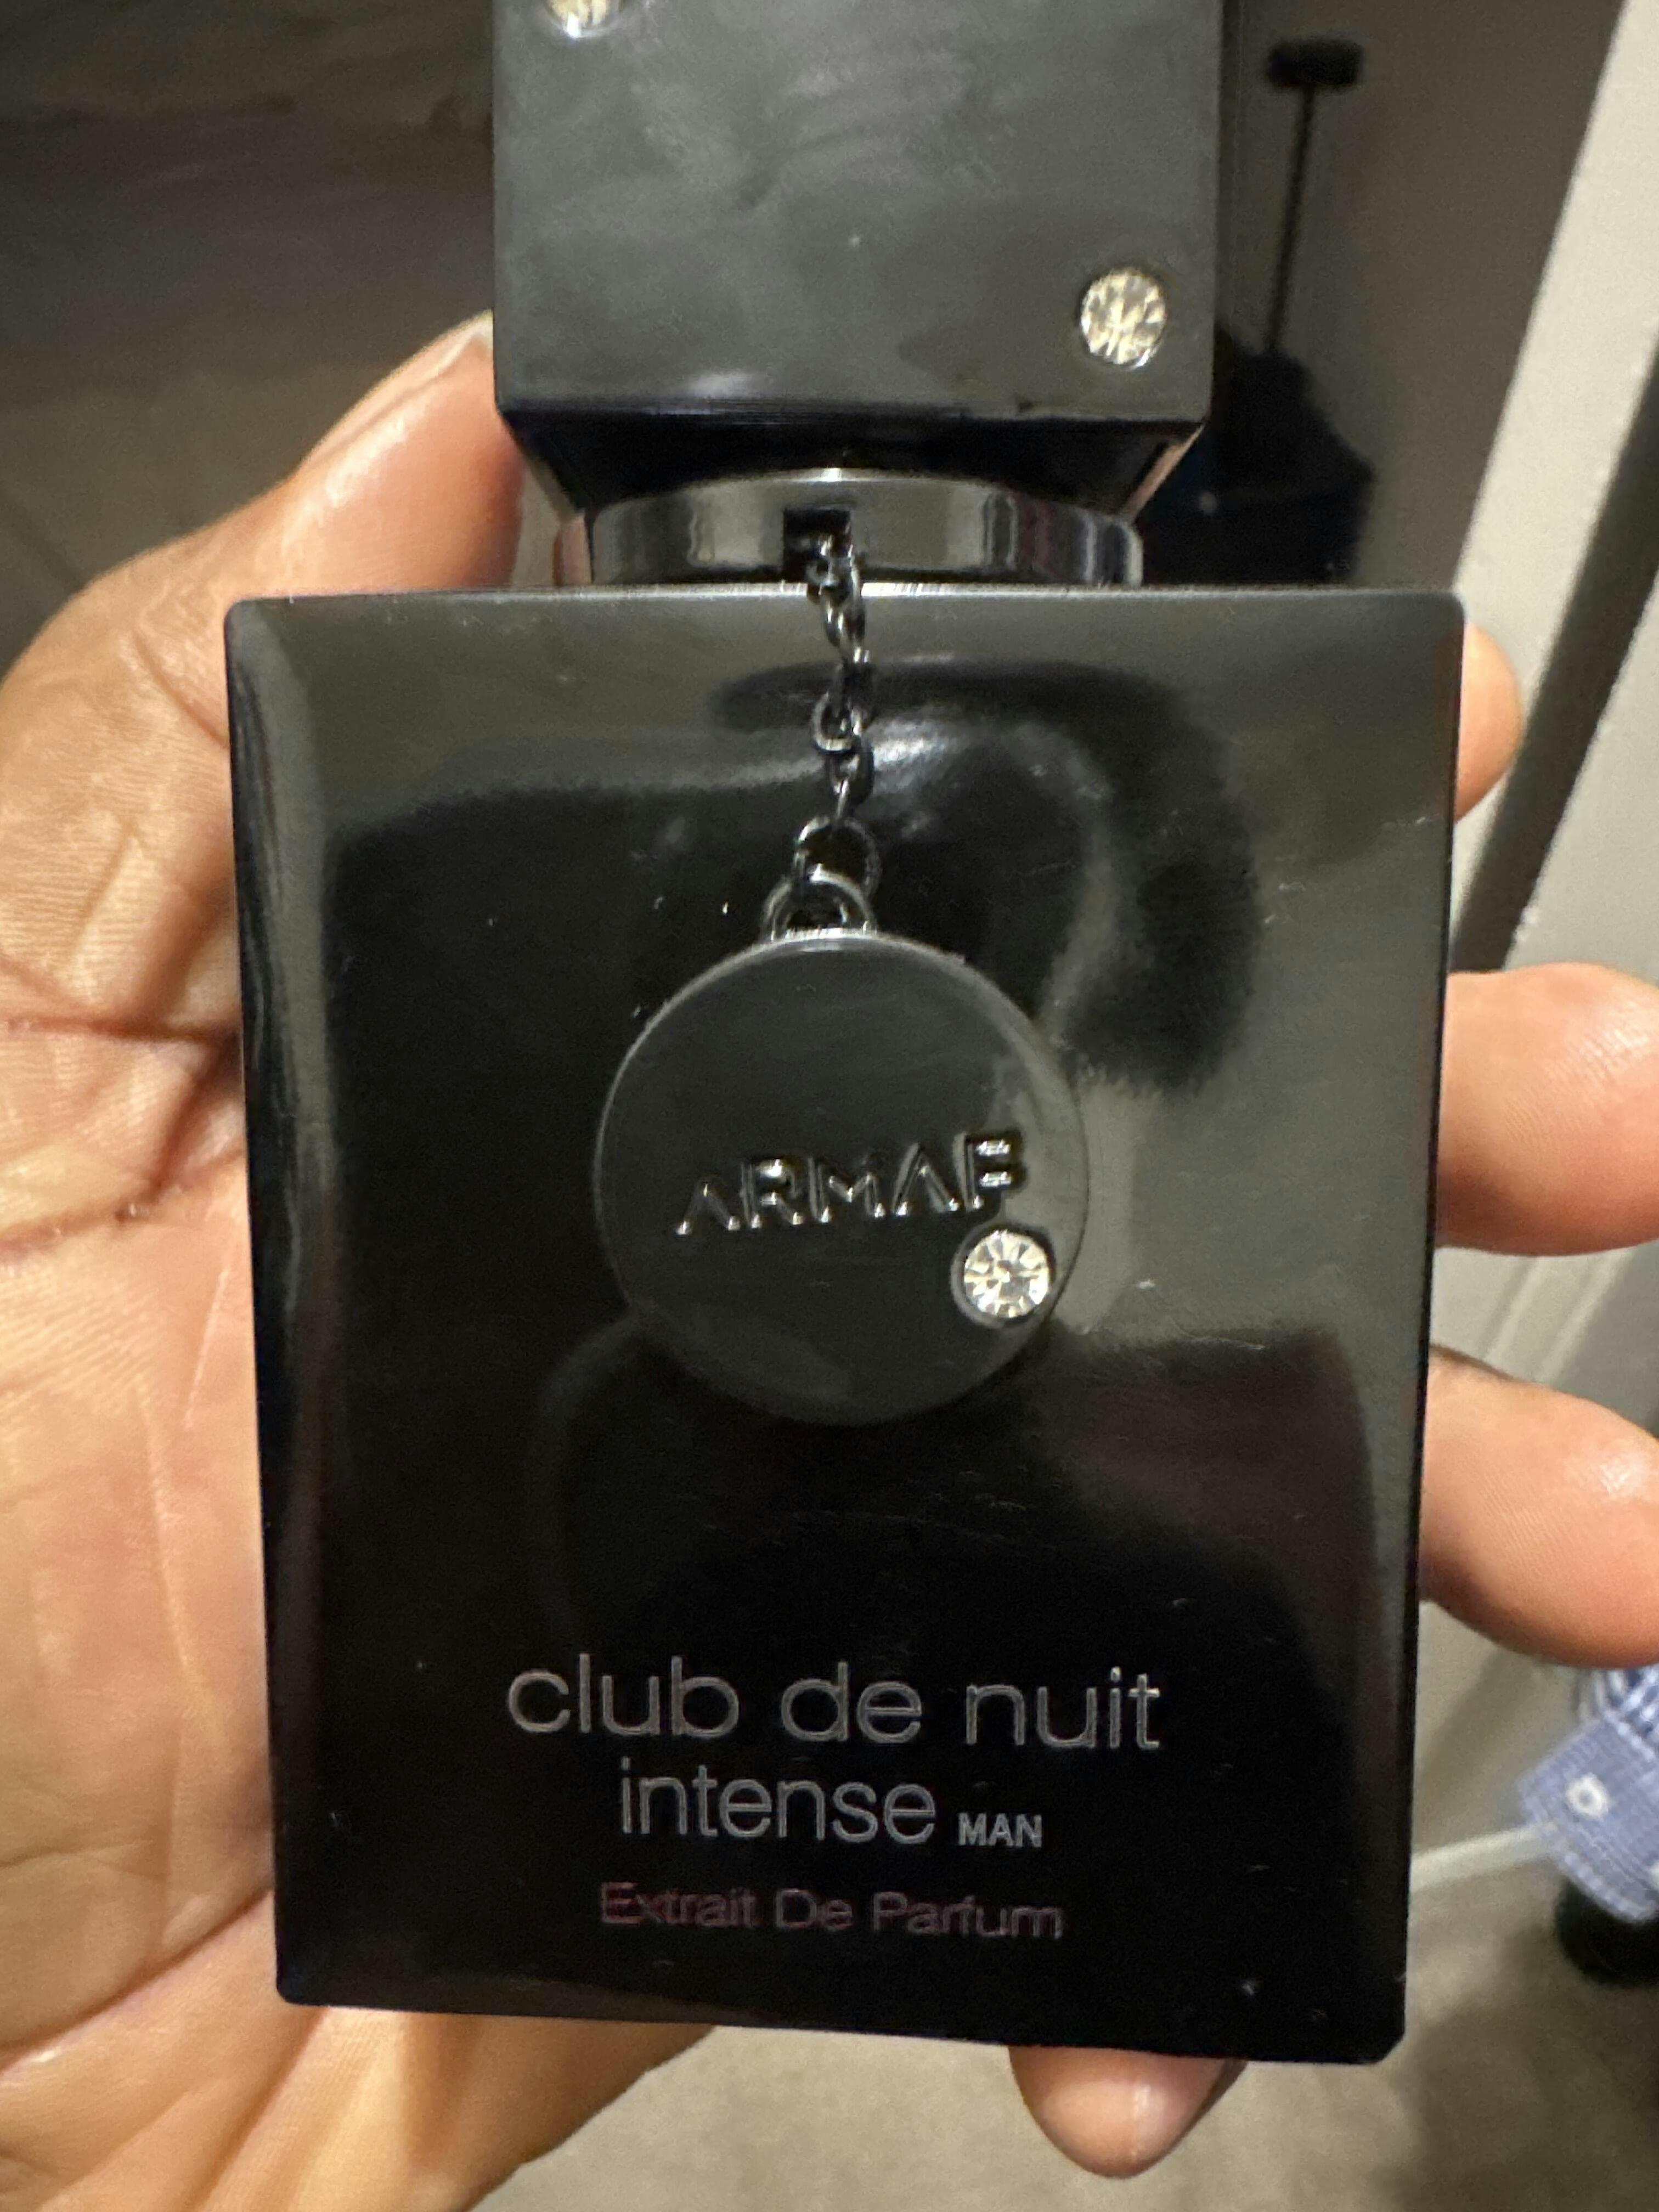 ARMAF
club de nuit
intense MAN
Extrait De Parfum